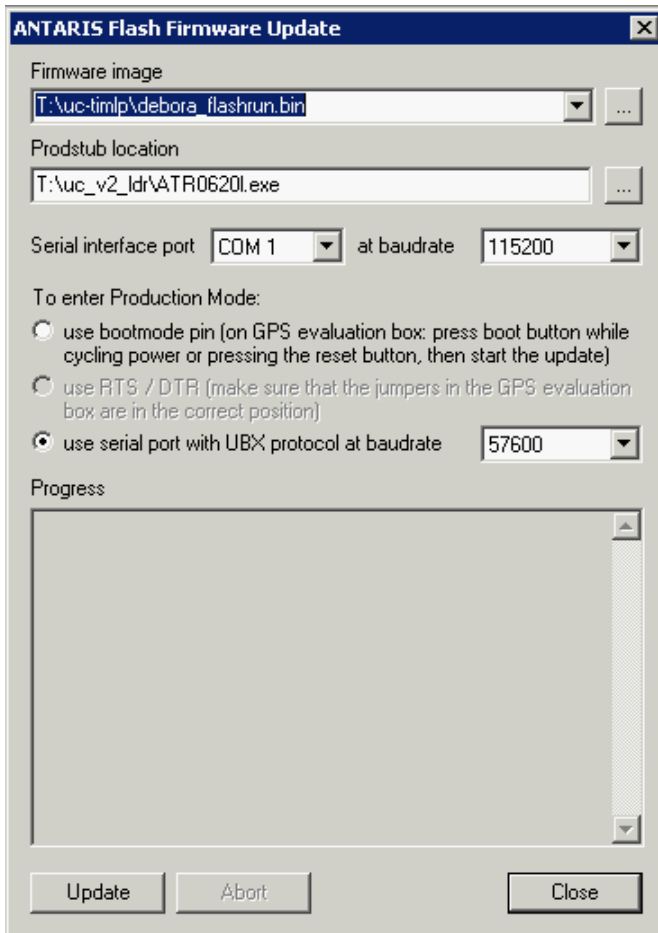 ANTARIS Flash Firmware Update
Firmware image
T:\uc-timlp\debora_flashrun.bin
...
Prodstub location
T:\uc_v2_ldr\ATR0620l.exe
...
Serial interface port COM 1 at baudrate 115200
To enter Production Mode:
use bootmode pin (on GPS evaluation box: press boot button while
cycling power or pressing the reset button, then start the update)
use RTS / DTR (make sure that the jumpers in the GPS evaluation
box are in the correct position)
use serial port with UBX protocol at baudrate 57600
Progress
Update Abort Close